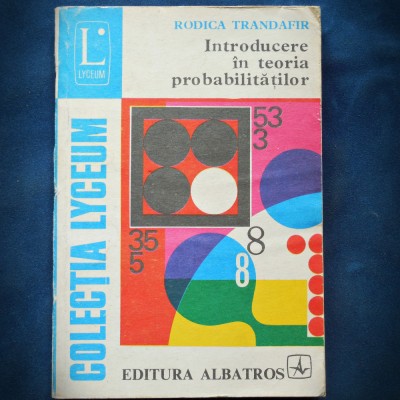 L
LYCEUM
RODICA TRANDAFIR
Introducere
în teoria
probabilităților
COLECȚIA LYCEUM
53
3
35
5
8
8
EDITURA ALBATROS